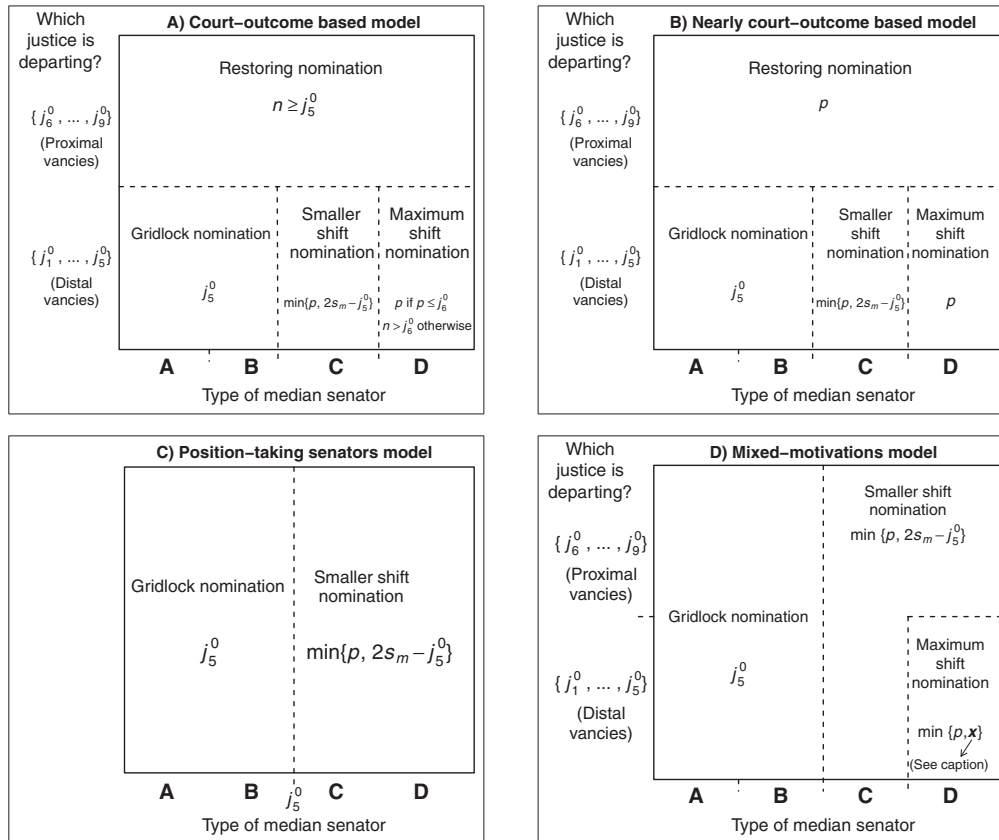 Which
justice is
departing?
A) Court–outcome based model
Restoring nomination
n ≥ j₅⁰
{ j₆⁰ , ... , j₉⁰}
(Proximal
vancies)
Gridlock nomination
j₅⁰
Smaller
shift
nomination
min{p, 2sₘ – j₅⁰}
Maximum
shift
nomination
p if p ≤ j₆⁰
n > j₆⁰ otherwise
{ j₁⁰ , ... , j₅⁰}
(Distal
vancies)
A B C D
Type of median senator
Which
justice is
departing?
B) Nearly court–outcome based model
Restoring nomination
p
{ j₆⁰ , ... , j₉⁰}
(Proximal
vancies)
Gridlock nomination
j₅⁰
Smaller
shift
nomination
min{p, 2sₘ – j₅⁰}
Maximum
shift
nomination
p
{ j₁⁰ , ... , j₅⁰}
(Distal
vancies)
A B C D
Type of median senator
C) Position–taking senators model
Gridlock nomination
j₅⁰
Smaller shift
nomination
min{p, 2sₘ – j₅⁰}
A B C D
j₅⁰
Type of median senator
Which
justice is
departing?
D) Mixed–motivations model
Smaller shift
nomination
min {p, 2sₘ – j₅⁰}
{ j₆⁰ , ... , j₉⁰}
(Proximal
vancies)
Gridlock nomination
j₅⁰
Maximum
shift
nomination
min {p,x}
(See caption)
{ j₁⁰ , ... , j₅⁰}
(Distal
vancies)
A B C D
Type of median senator